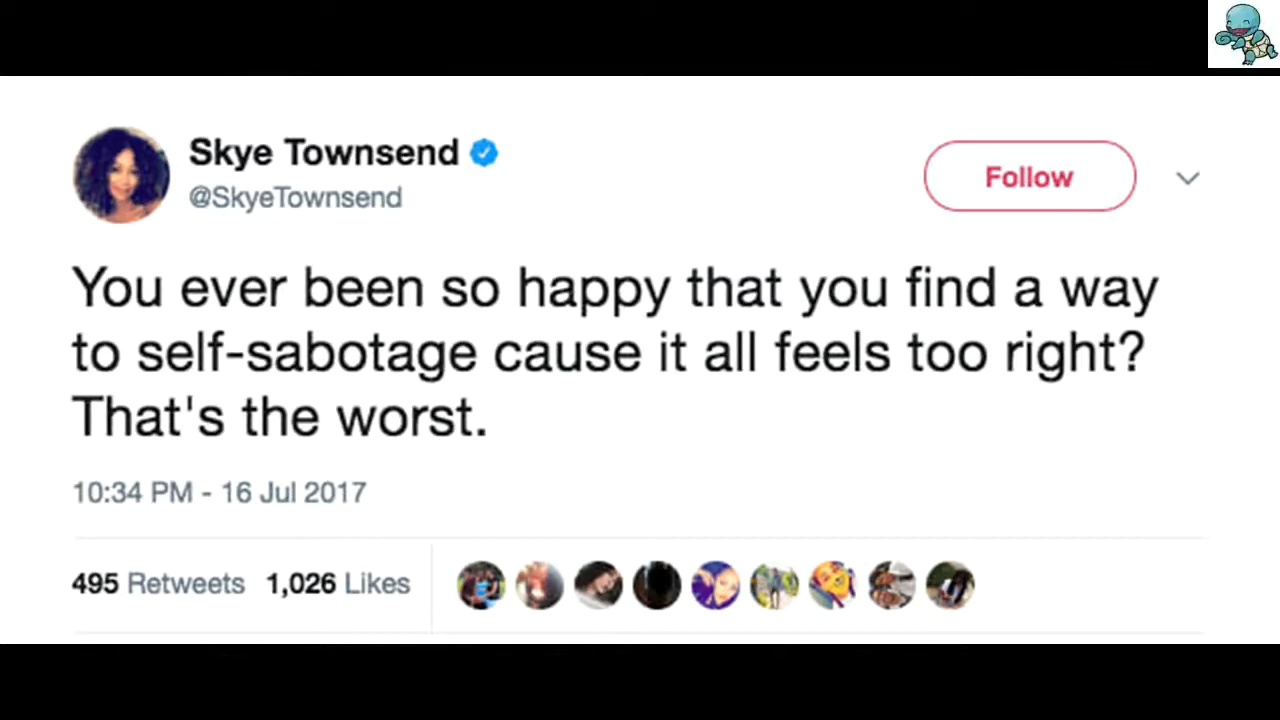 Skye Townsend
@SkyeTownsend
Follow
You ever been so happy that you find a way
to self-sabotage cause it all feels too right?
That's the worst.
10:34 PM - 16 Jul 2017
495 Retweets 1,026 Likes